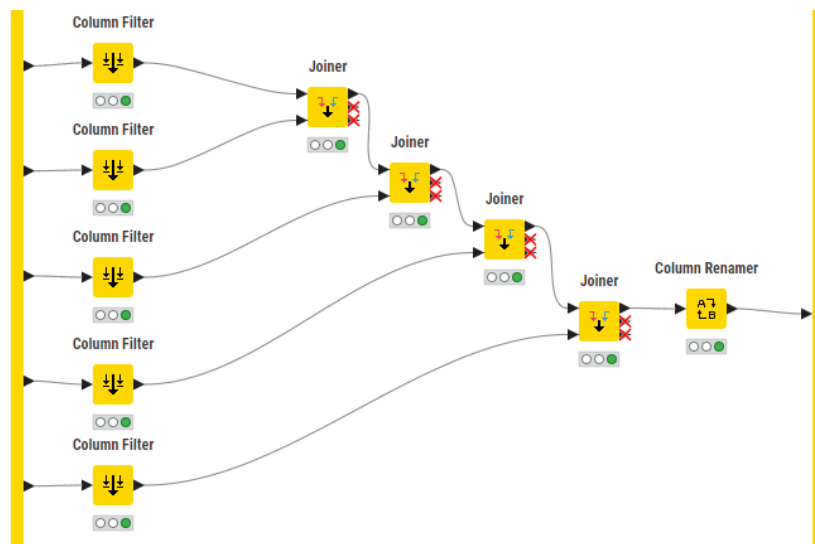 Column Filter
Joiner
Column Filter
Joiner
Joiner
Column Filter
Joiner
Column Renamer
A
B
Column Filter
Column Filter